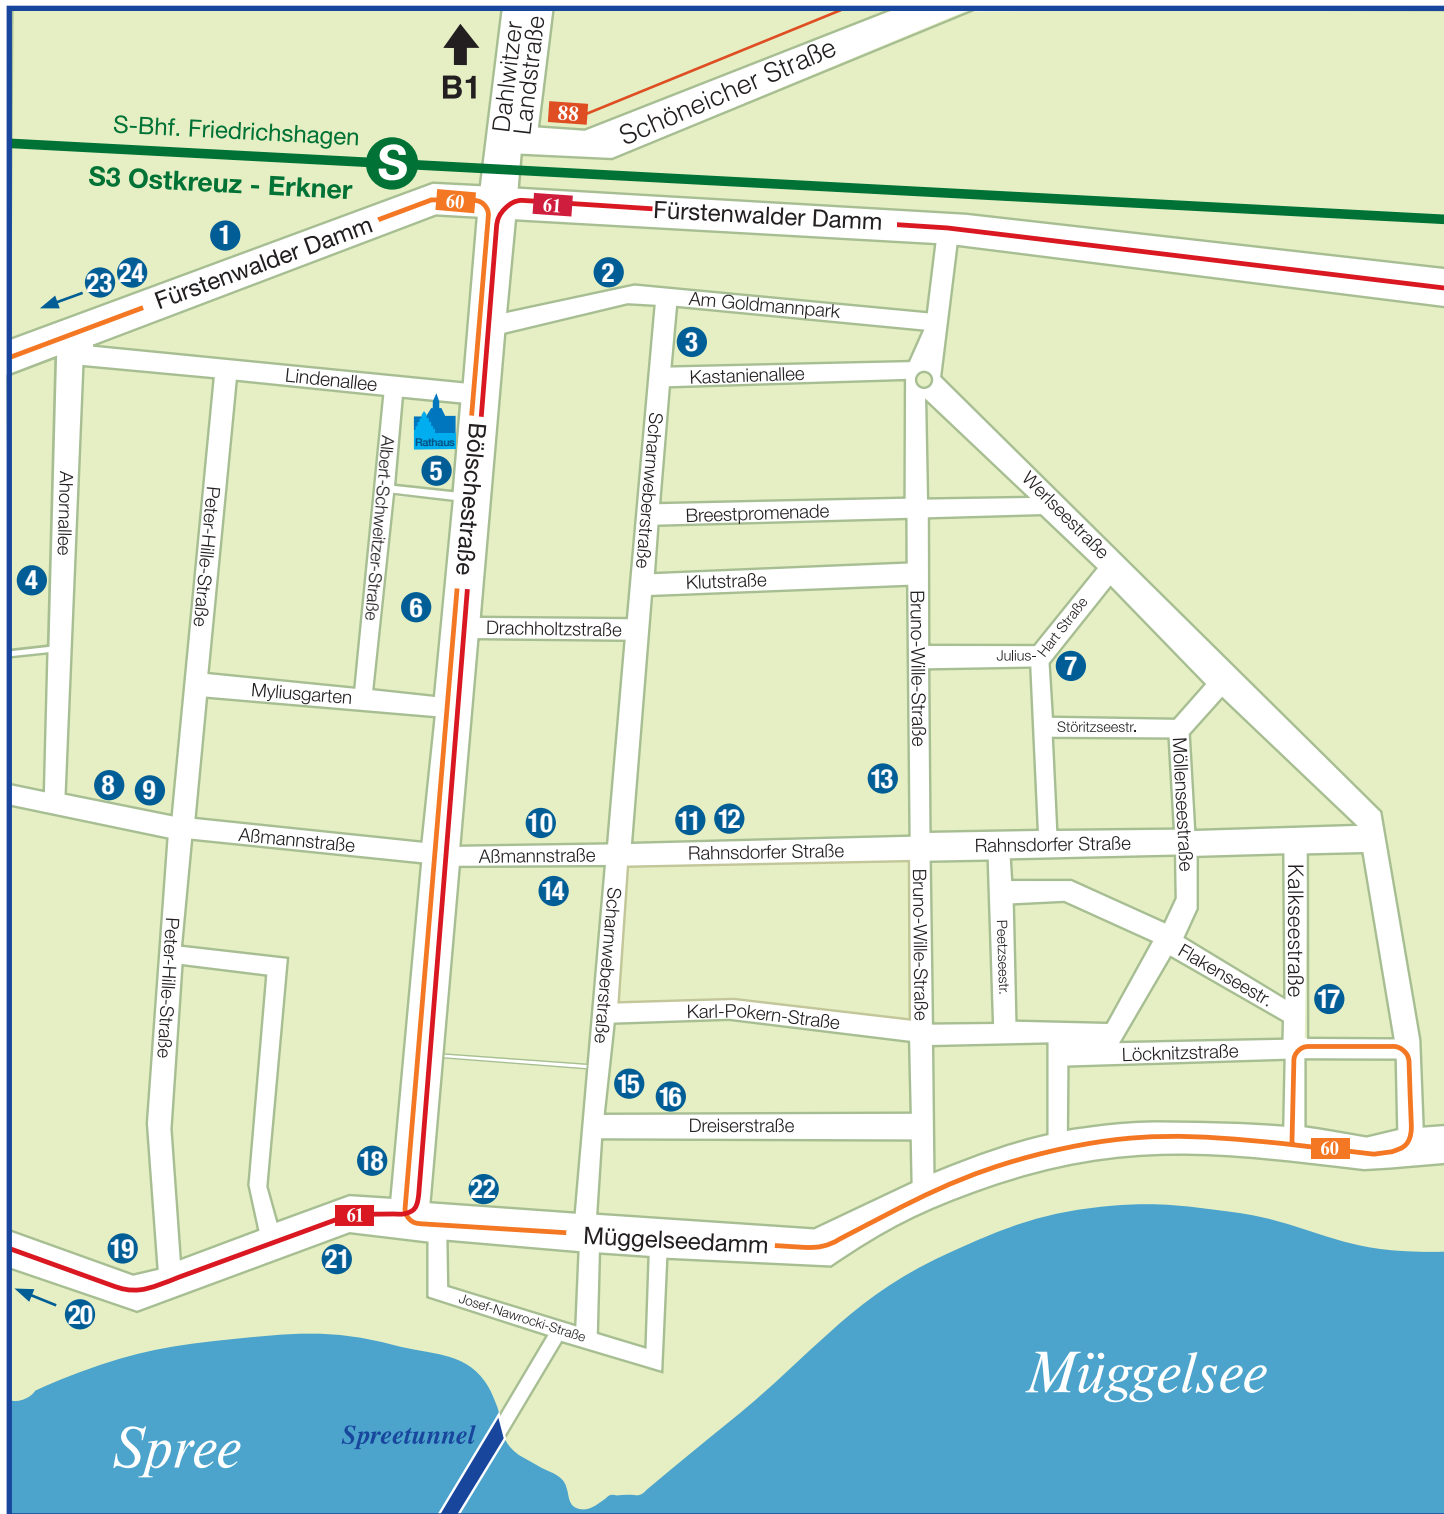 Dahlwitzer
Landstraße
B1
88
Schöneicher Straße
S-Bhf. Friedrichshagen
S
S3 Ostkreuz - Erkner
60
61
Fürstenwalder Damm
1
Fürstenwalder Damm
23
24
2
Am Goldmannpark
3
Kastanienallee
Lindenallee
Rathaus
5
Bölschestraße
Scharnweberstraße
Albert-Schweitzer-Straße
Ahornallee
Peter-Hille-Straße
Werlseestraße
Breestpromenade
4
Klutstraße
6
Drachholtzstraße
Bruno-Wille-Straße
Julius-Hart Straße
7
Myliusgarten
Störitzseestr.
Möllenseestraße
8
9
13
10
11
12
Aßmannstraße
Aßmannstraße
Rahnsdorfer Straße
Rahnsdorfer Straße
14
Scharnweberstraße
Bruno-Wille-Straße
Kalkseestraße
Peter-Hille-Straße
Peetzseestr.
Flakenseestr.
17
Karl-Pokern-Straße
Löcknitzstraße
15
16
Dreiserstraße
60
18
22
61
Müggelseedamm
19
21
20
Josef-Nawrocki-Straße
Müggelsee
Spree
Spreetunnel